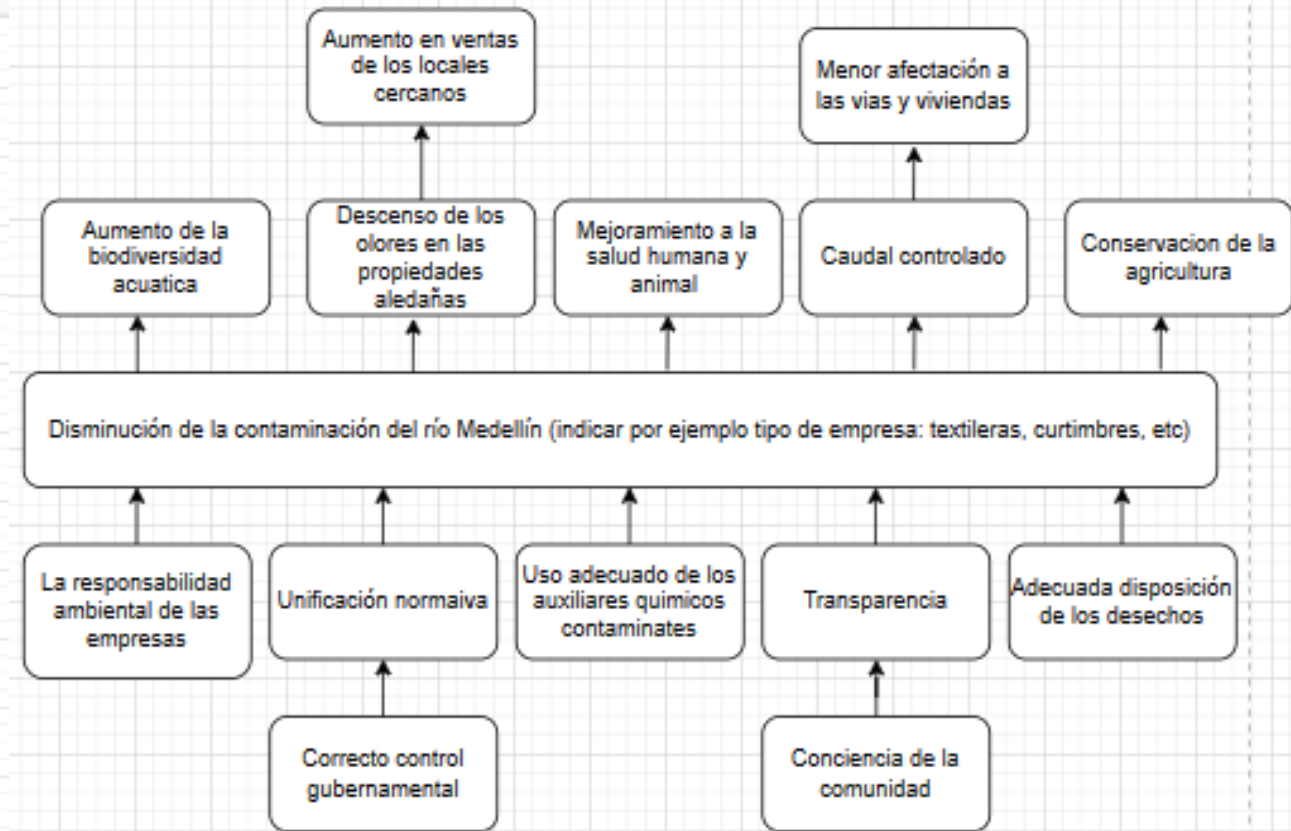 Aumento en ventas
de los locales
cercanos
Menor afectación a
las vias y viviendas
Aumento de la
biodiversidad
acuatica
Descenso de los
olores en las
propiedades
aledañas
Mejoramiento a la
salud humana y
animal
Caudal controlado
Conservacion de la
agricultura
Disminución de la contaminación del río Medellín (indicar por ejemplo tipo de empresa: textileras, curtimbres, etc)
La responsabilidad
ambiental de las
empresas
Unificación normaiva
Uso adecuado de los
auxiliares quimicos
contaminates
Transparencia
Adecuada disposición
de los desechos
Correcto control
gubernamental
Conciencia de la
comunidad